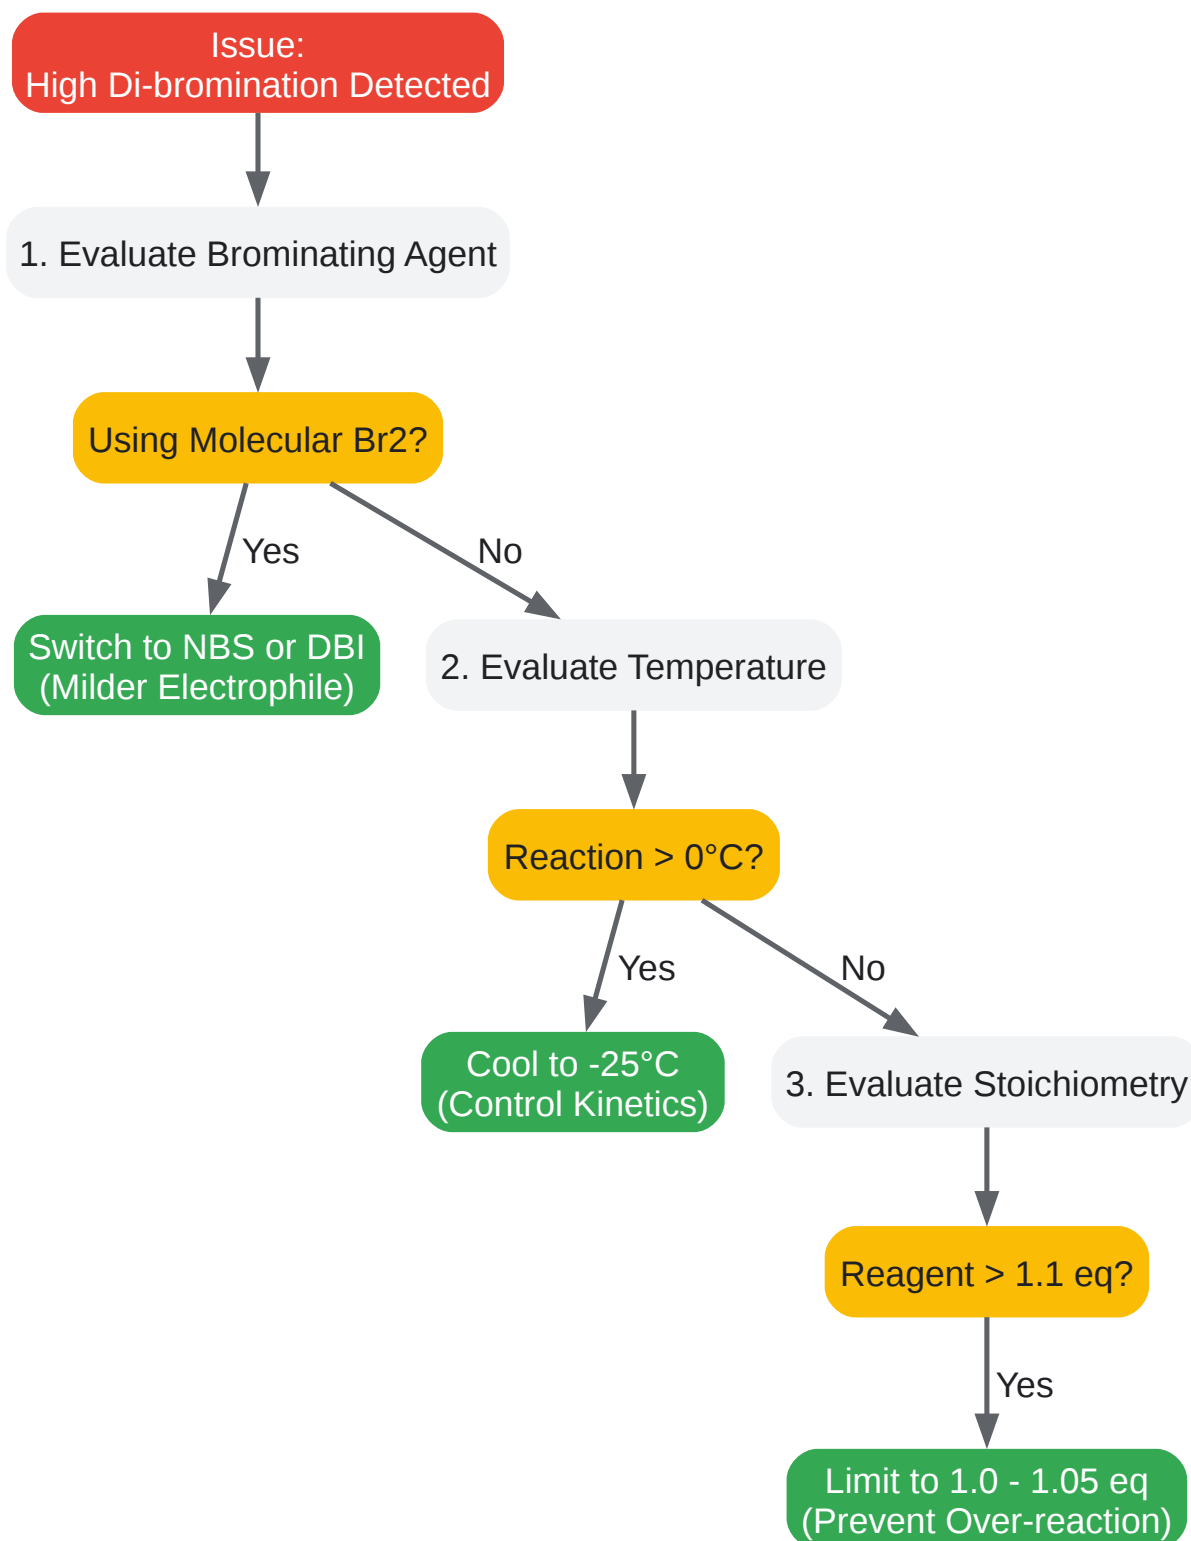 Issue:
High Di-bromination Detected
1. Evaluate Brominating Agent
Using Molecular Br2?
Yes
No
Switch to NBS or DBI
(Milder Electrophile)
2. Evaluate Temperature
Reaction > 0°C?
Yes
No
Cool to -25°C
(Control Kinetics)
3. Evaluate Stoichiometry
Reagent > 1.1 eq?
Yes
Limit to 1.0 - 1.05 eq
(Prevent Over-reaction)